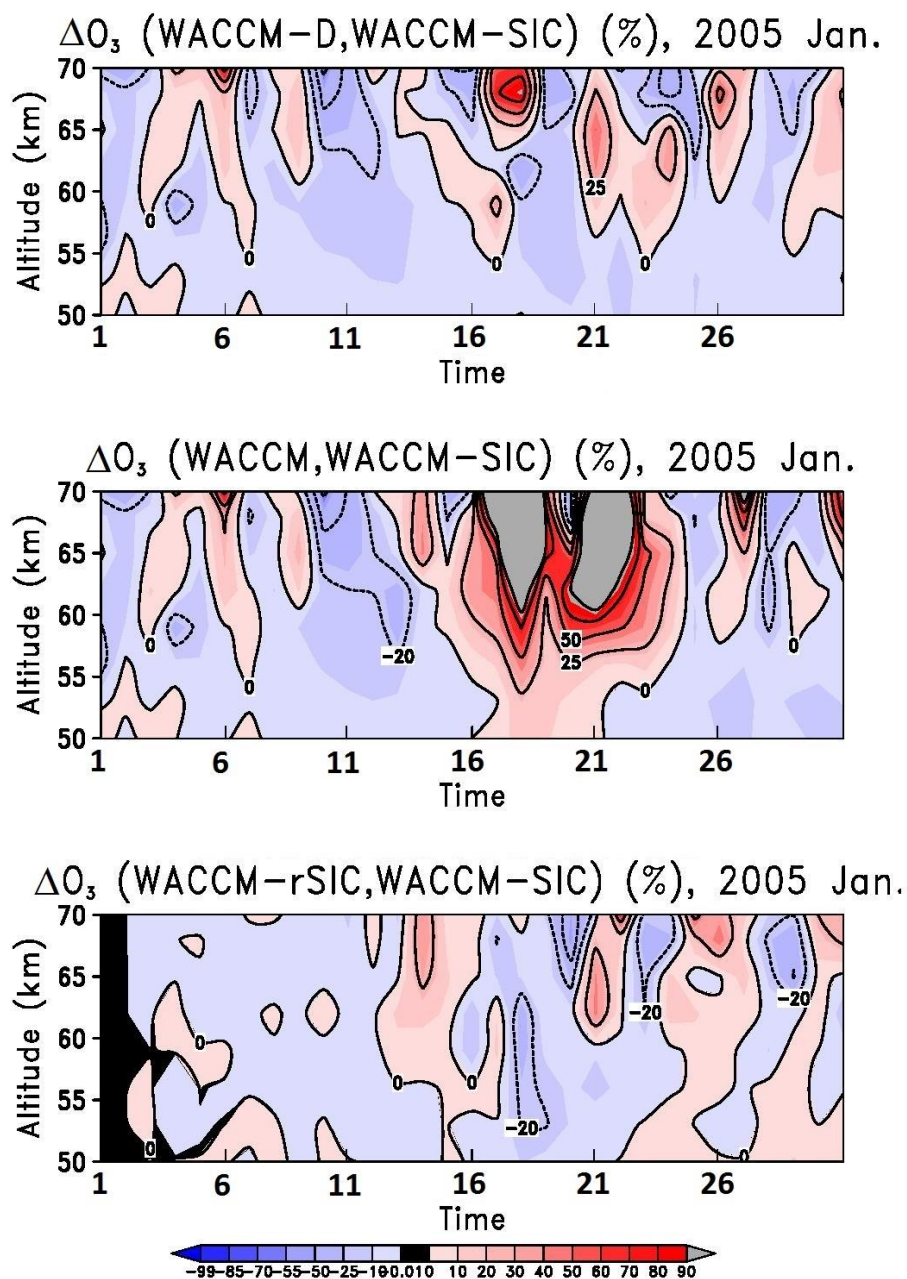 ΔO₃ (WACCM-D,WACCM-SIC) (%), 2005 Jan.
70
65
60
55
50
Altitude (km)
0
0
0
25
0
1 6 11 16 21 26
Time
ΔO₃ (WACCM,WACCM-SIC) (%), 2005 Jan.
70
65
60
55
50
Altitude (km)
0
0
-20
50
25
0
0
1 6 11 16 21 26
Time
ΔO₃ (WACCM-rSIC,WACCM-SIC) (%), 2005 Jan.
70
65
60
55
50
Altitude (km)
0
0
0
0
-20
-20
-20
0
1 6 11 16 21 26
Time
-99-85-70-55-50-25-10-0.010 10 20 30 40 50 60 70 80 90